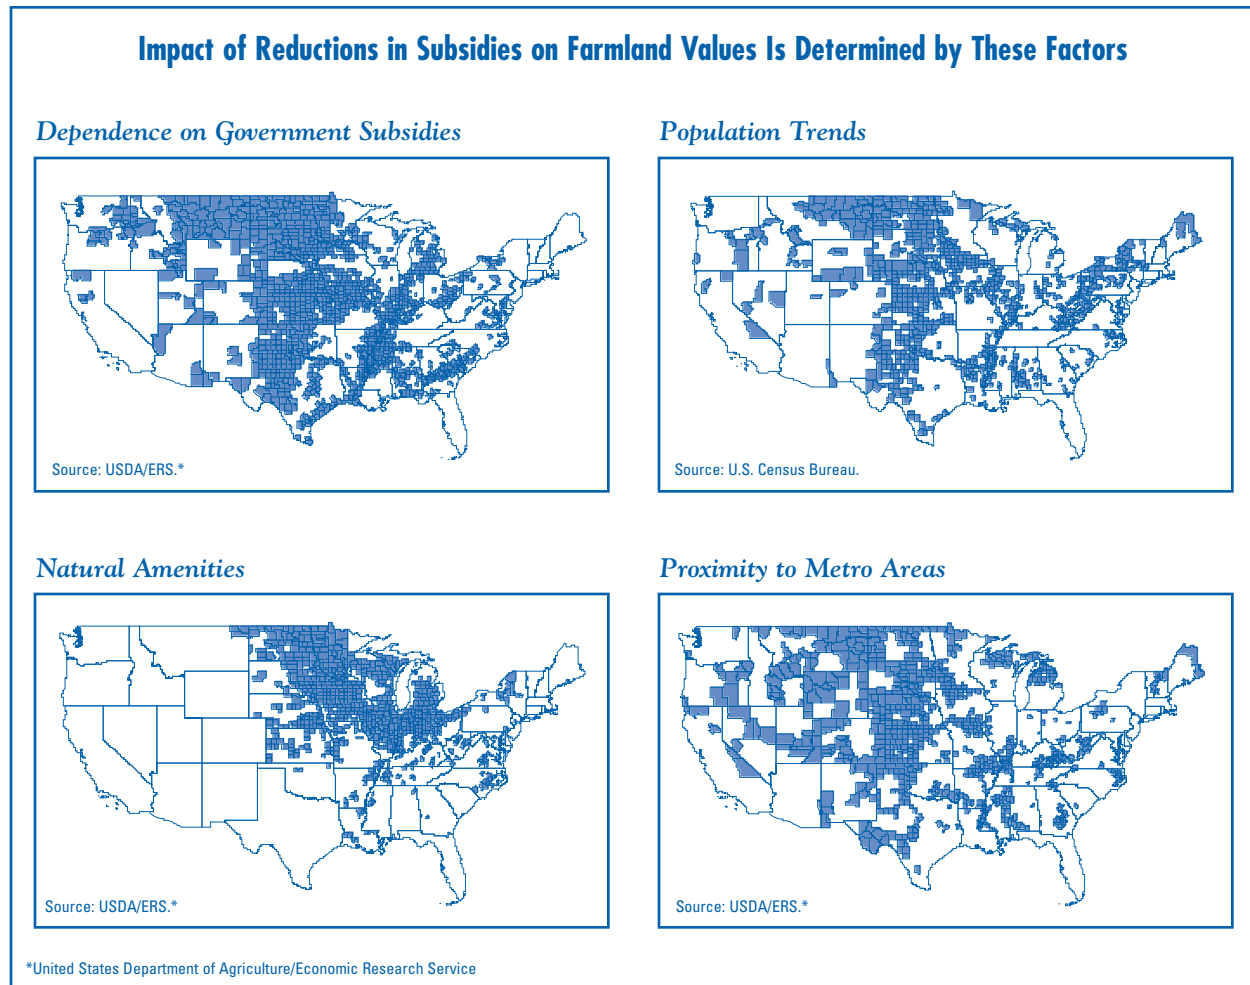 Impact of Reductions in Subsidies on Farmland Values Is Determined by These Factors
Dependence on Government Subsidies
Population Trends
Source: USDA/ERS.*
Source: U.S. Census Bureau.
Natural Amenities
Proximity to Metro Areas
Source: USDA/ERS.*
Source: USDA/ERS.*
*United States Department of Agriculture/Economic Research Service